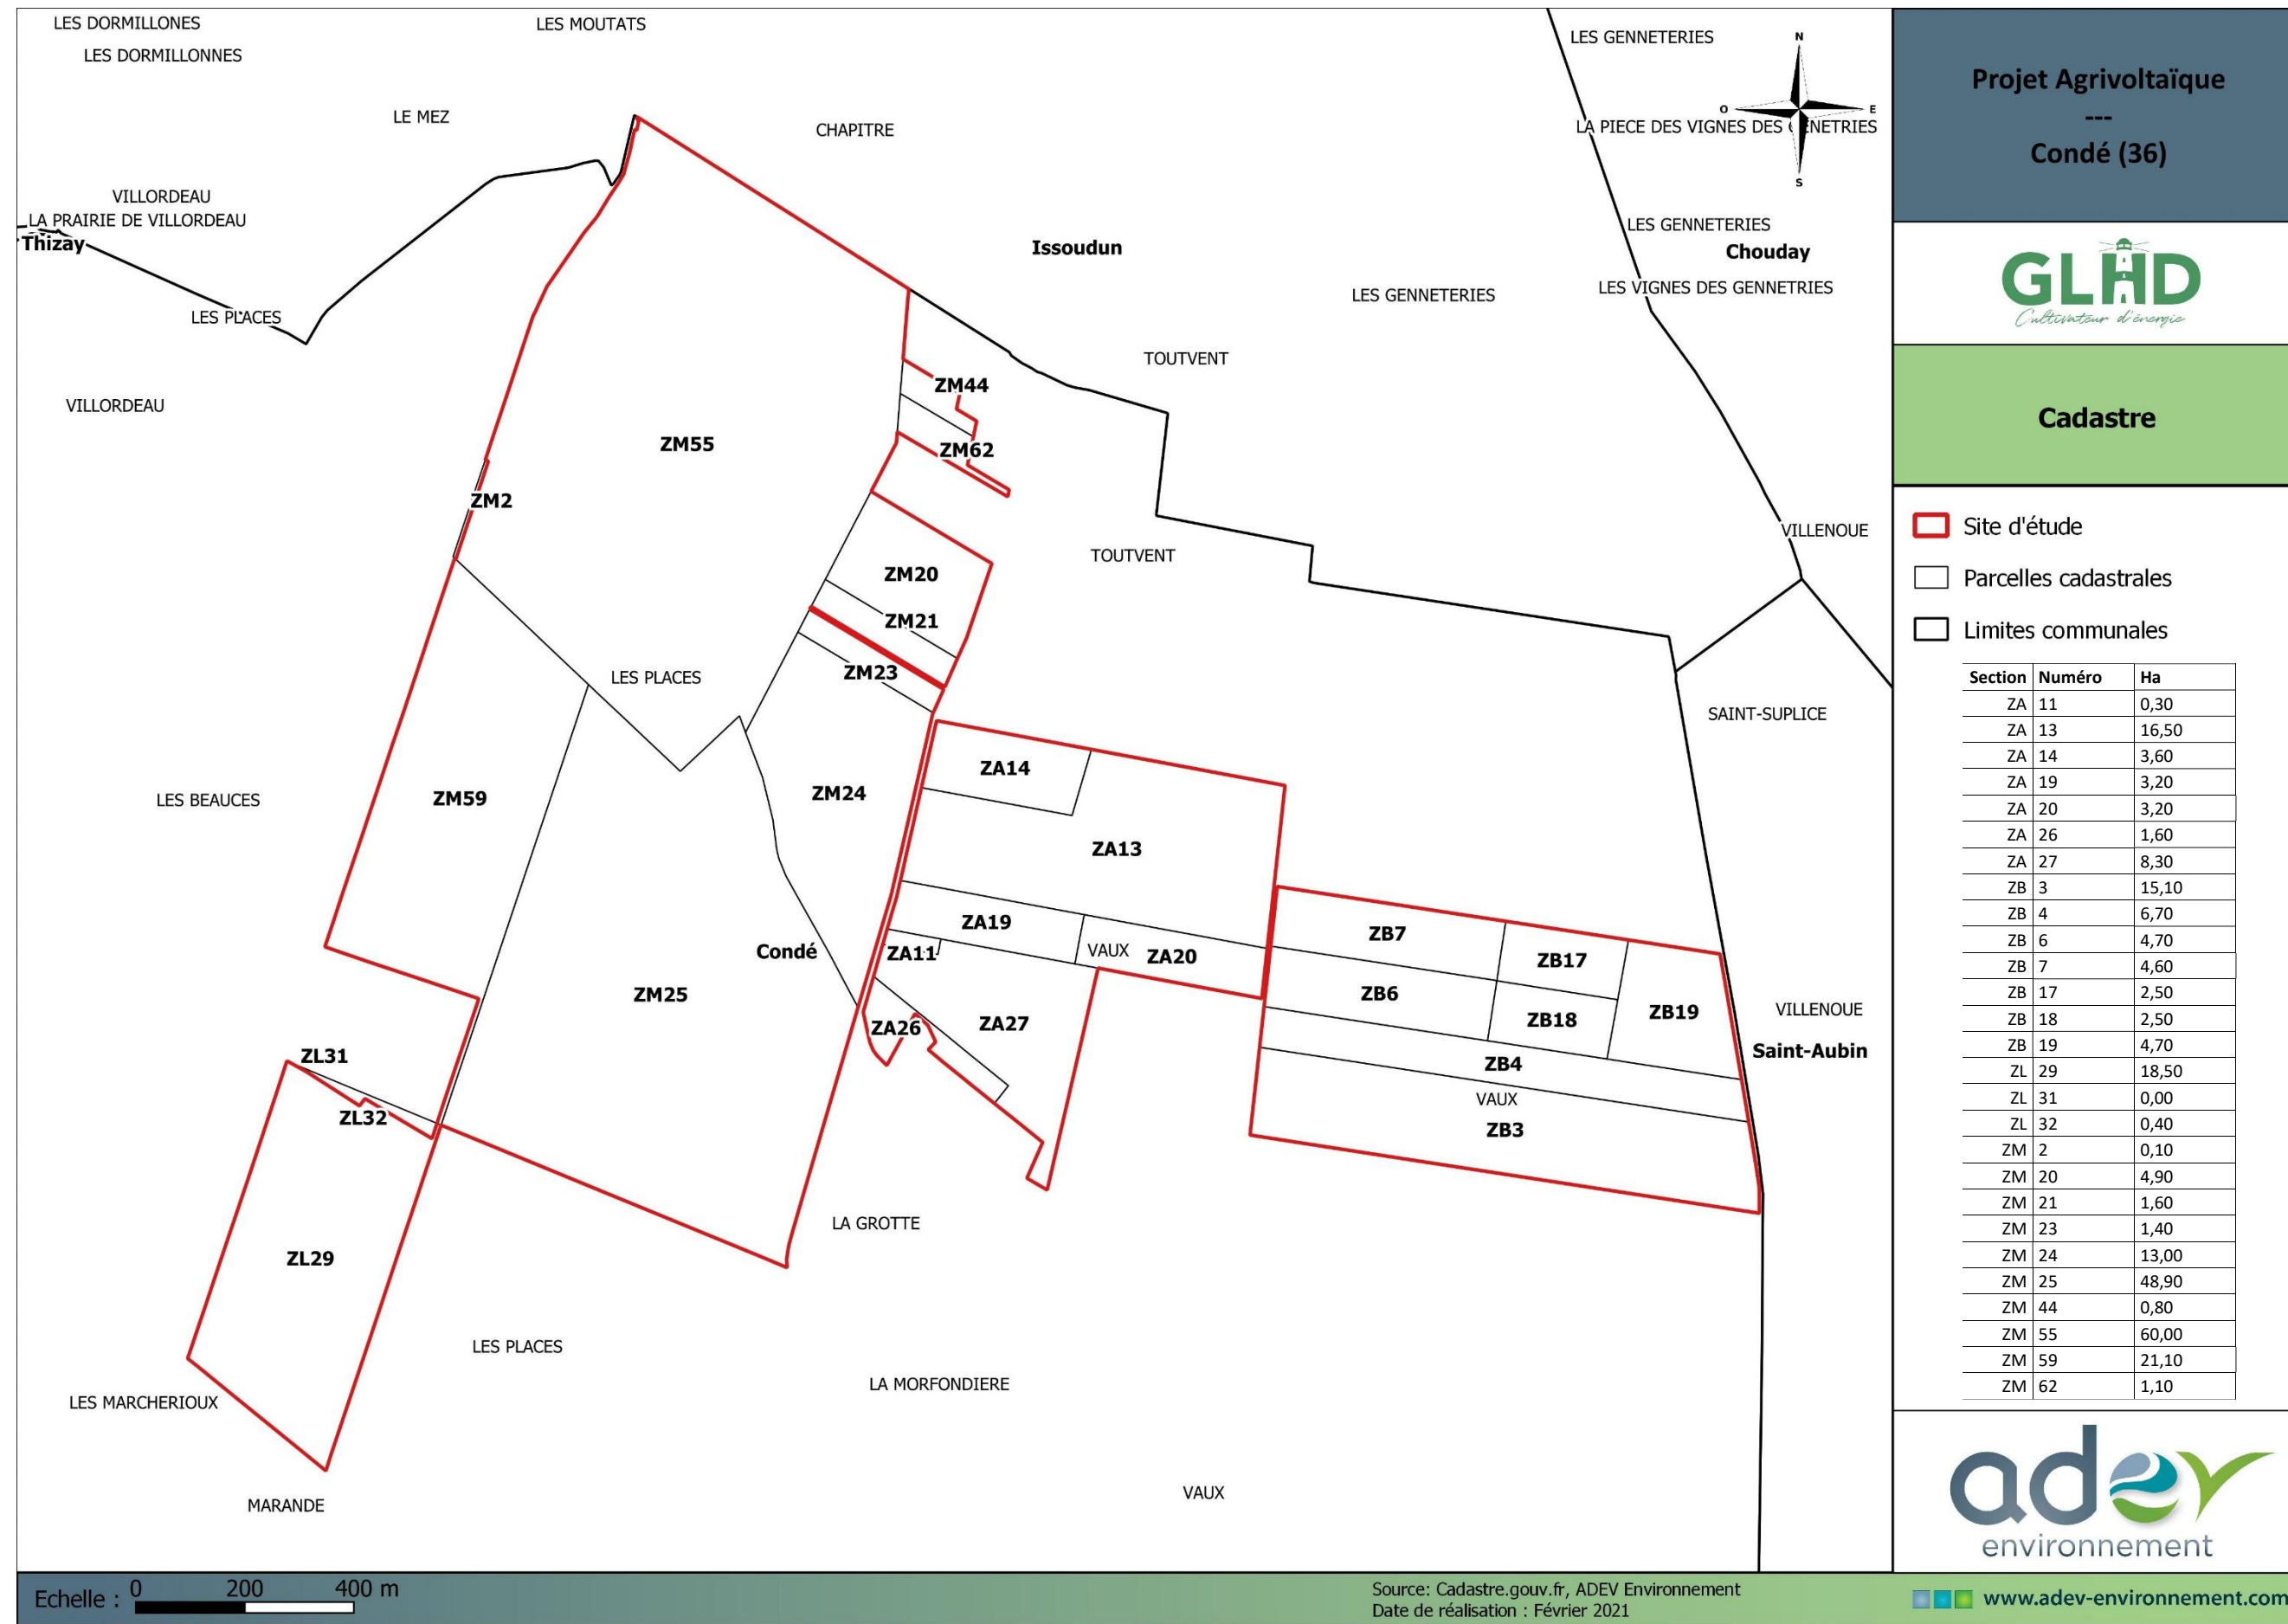 LES DORMILLONES
LES MOUTATS
LES GENNETERIES
LES DORMILLONNES
N
LE MEZ
CHAPITRE
O
E
LA PIECE DES VIGNES DES GENETRIES
S
VILLORDEAU
LA PRAIRIE DE VILLORDEAU
Thizay
Issoudun
LES GENNETERIES
Chouday
LES GENNETERIES
LES VIGNES DES GENNETRIES
LES PLACES
TOUTVENT
ZM44
VILLORDEAU
ZM55
ZM62
ZM2
VILLENOUE
TOUTVENT
ZM20
ZM21
ZM23
LES PLACES
SAINT-SUPLICE
ZA14
ZM24
LES BEAUCES
ZM59
ZA13
ZA19
ZB7
Condé
ZA11
VAUX
ZA20
ZB17
ZM25
ZB6
ZA26
ZA27
ZB18
ZB19
VILLENOUE
Saint-Aubin
ZL31
ZB4
VAUX
ZL32
ZB3
LA GROTTE
ZL29
LES PLACES
LA MORFONDIERE
LES MARCHERIOUX
VAUX
MARANDE
Projet Agrivoltaïque
---
Condé (36)
GLHD
Cultivateur d'énergie
Cadastre
Site d'étude
Parcelles cadastrales
Limites communales
Section Numéro Ha
ZA 11 0,30
ZA 13 16,50
ZA 14 3,60
ZA 19 3,20
ZA 20 3,20
ZA 26 1,60
ZA 27 8,30
ZB 3 15,10
ZB 4 6,70
ZB 6 4,70
ZB 7 4,60
ZB 17 2,50
ZB 18 2,50
ZB 19 4,70
ZL 29 18,50
ZL 31 0,00
ZL 32 0,40
ZM 2 0,10
ZM 20 4,90
ZM 21 1,60
ZM 23 1,40
ZM 24 13,00
ZM 25 48,90
ZM 44 0,80
ZM 55 60,00
ZM 59 21,10
ZM 62 1,10
adev
environnement
Echelle : 0 200 400 m
Source: Cadastre.gouv.fr, ADEV Environnement
Date de réalisation : Février 2021
www.adev-environnement.com